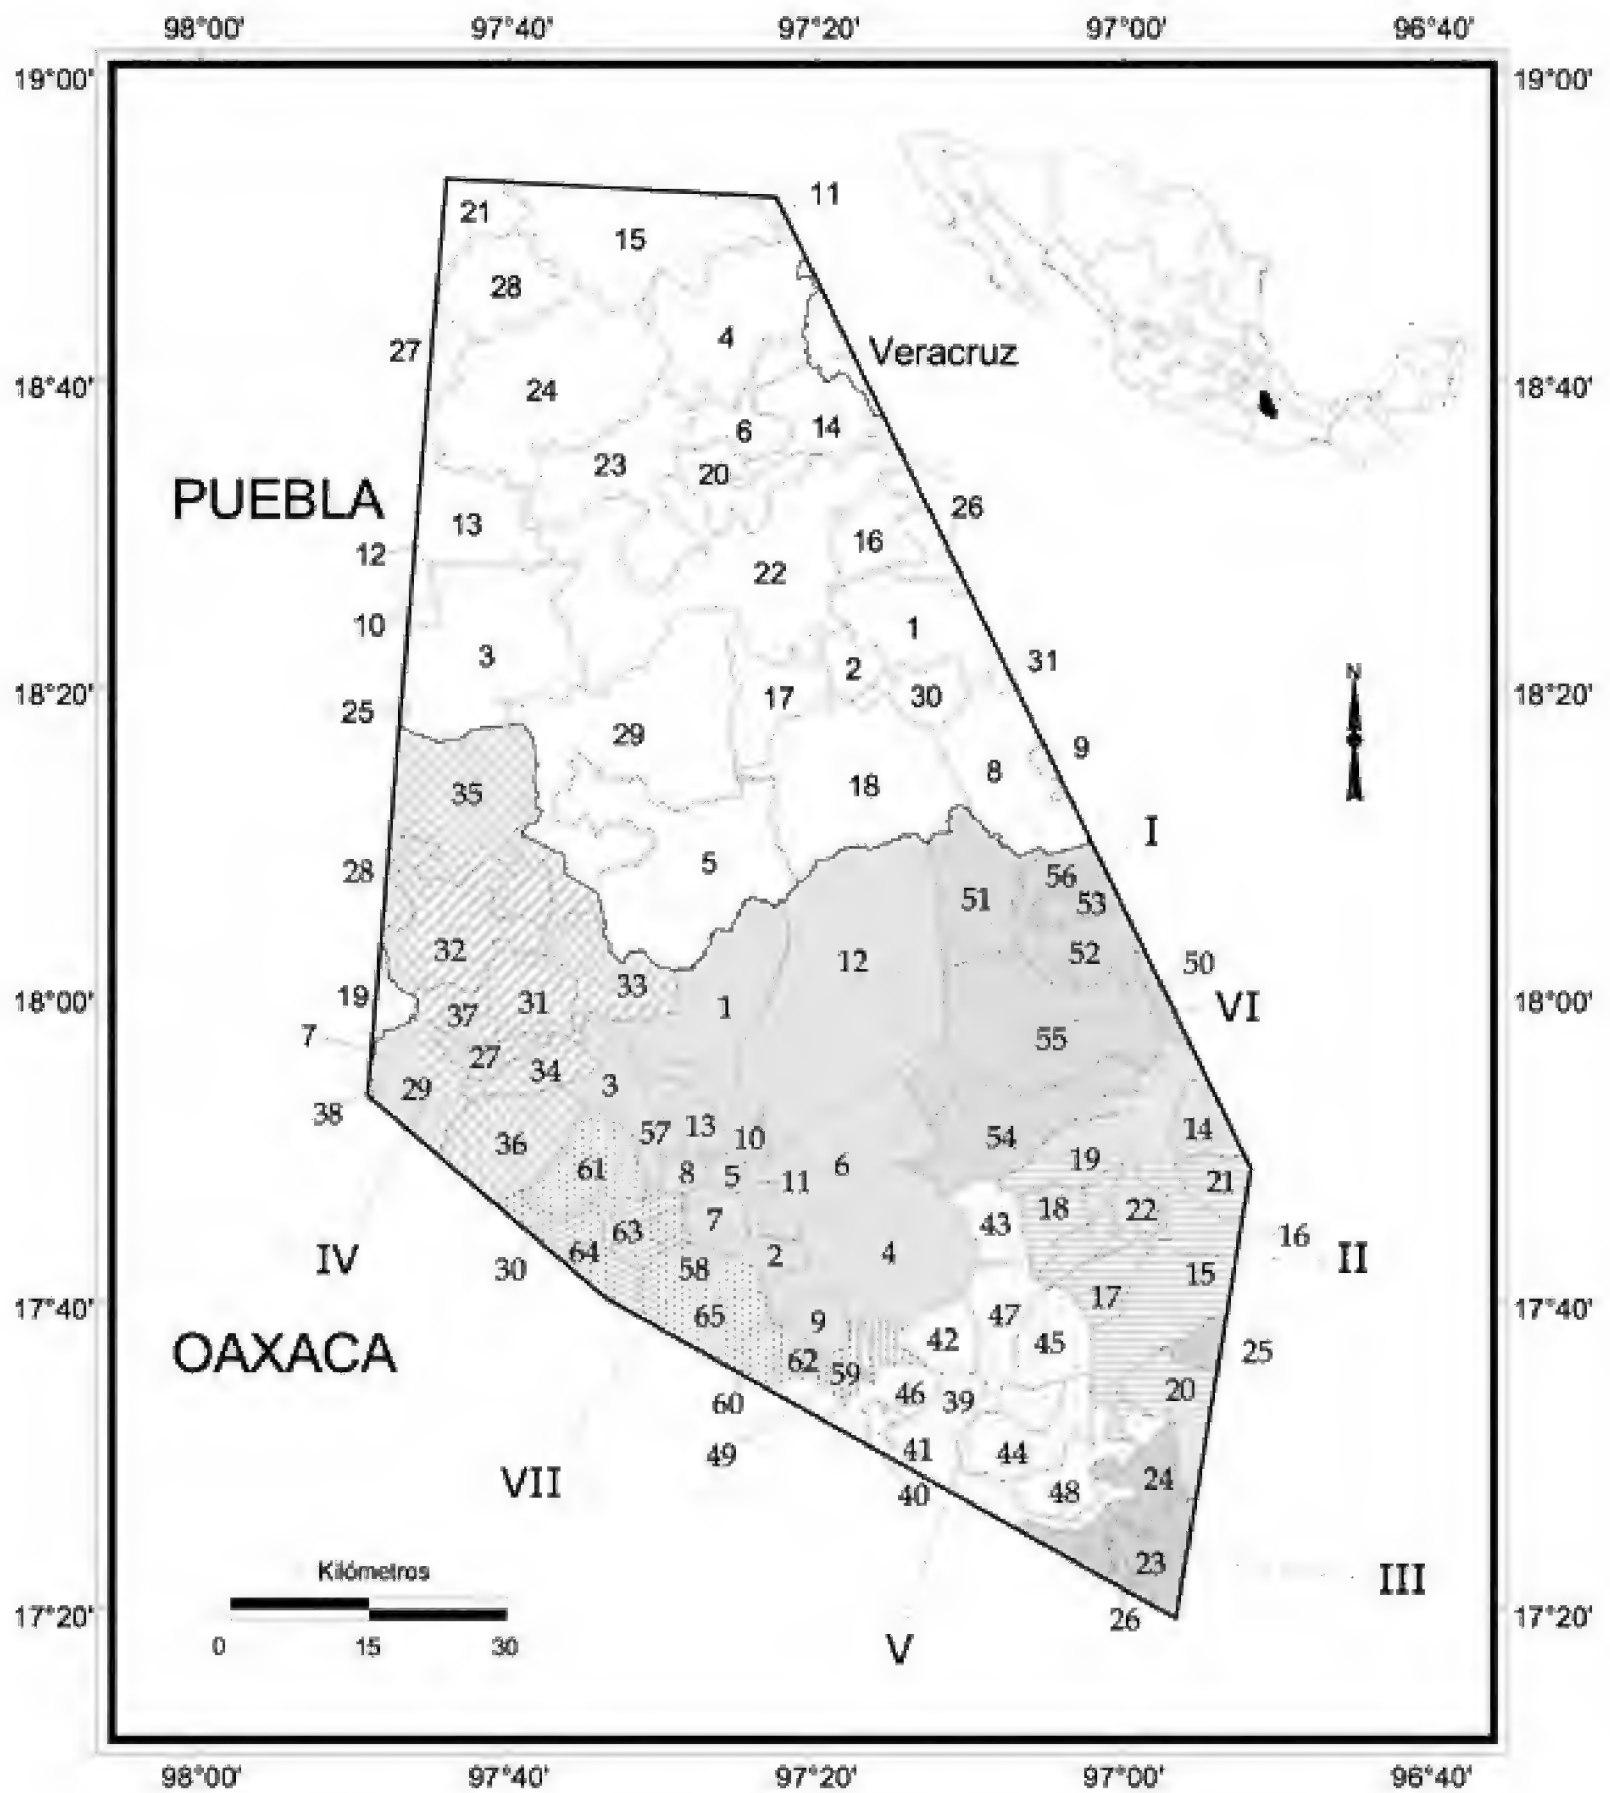 98°00' 97°40' 97°20' 97°00' 96°40'
19°00' 19°00'
11
21
15
28
4
27
Veracruz
18°40' 24 18°40'
6 14
23 20
PUEBLA
26
13
12
16
22
10
1
3 2 31
18°20' 17 30 18°20'
25
29 9
8
35 18
I
5
28 56
51 53
32 12 52 50
33
18°00' 19 31 1 VI 18°00'
37
7
27 55
34
29 3
38
57 13 10 54 14
36
61 8 5 11 6 19
21
18 22
7 43
63 16
64 2 4
IV 58 II
30 15
17°40' 17 17°40'
65 9 47
42 45
OAXACA 25
62 59
46 39 20
60
49 41 44
VII 24
40 48
23
Kilómetros III
17°20' 26 17°20'
0 15 30
V
N
98°00' 97°40' 97°20' 97°00' 96°40'